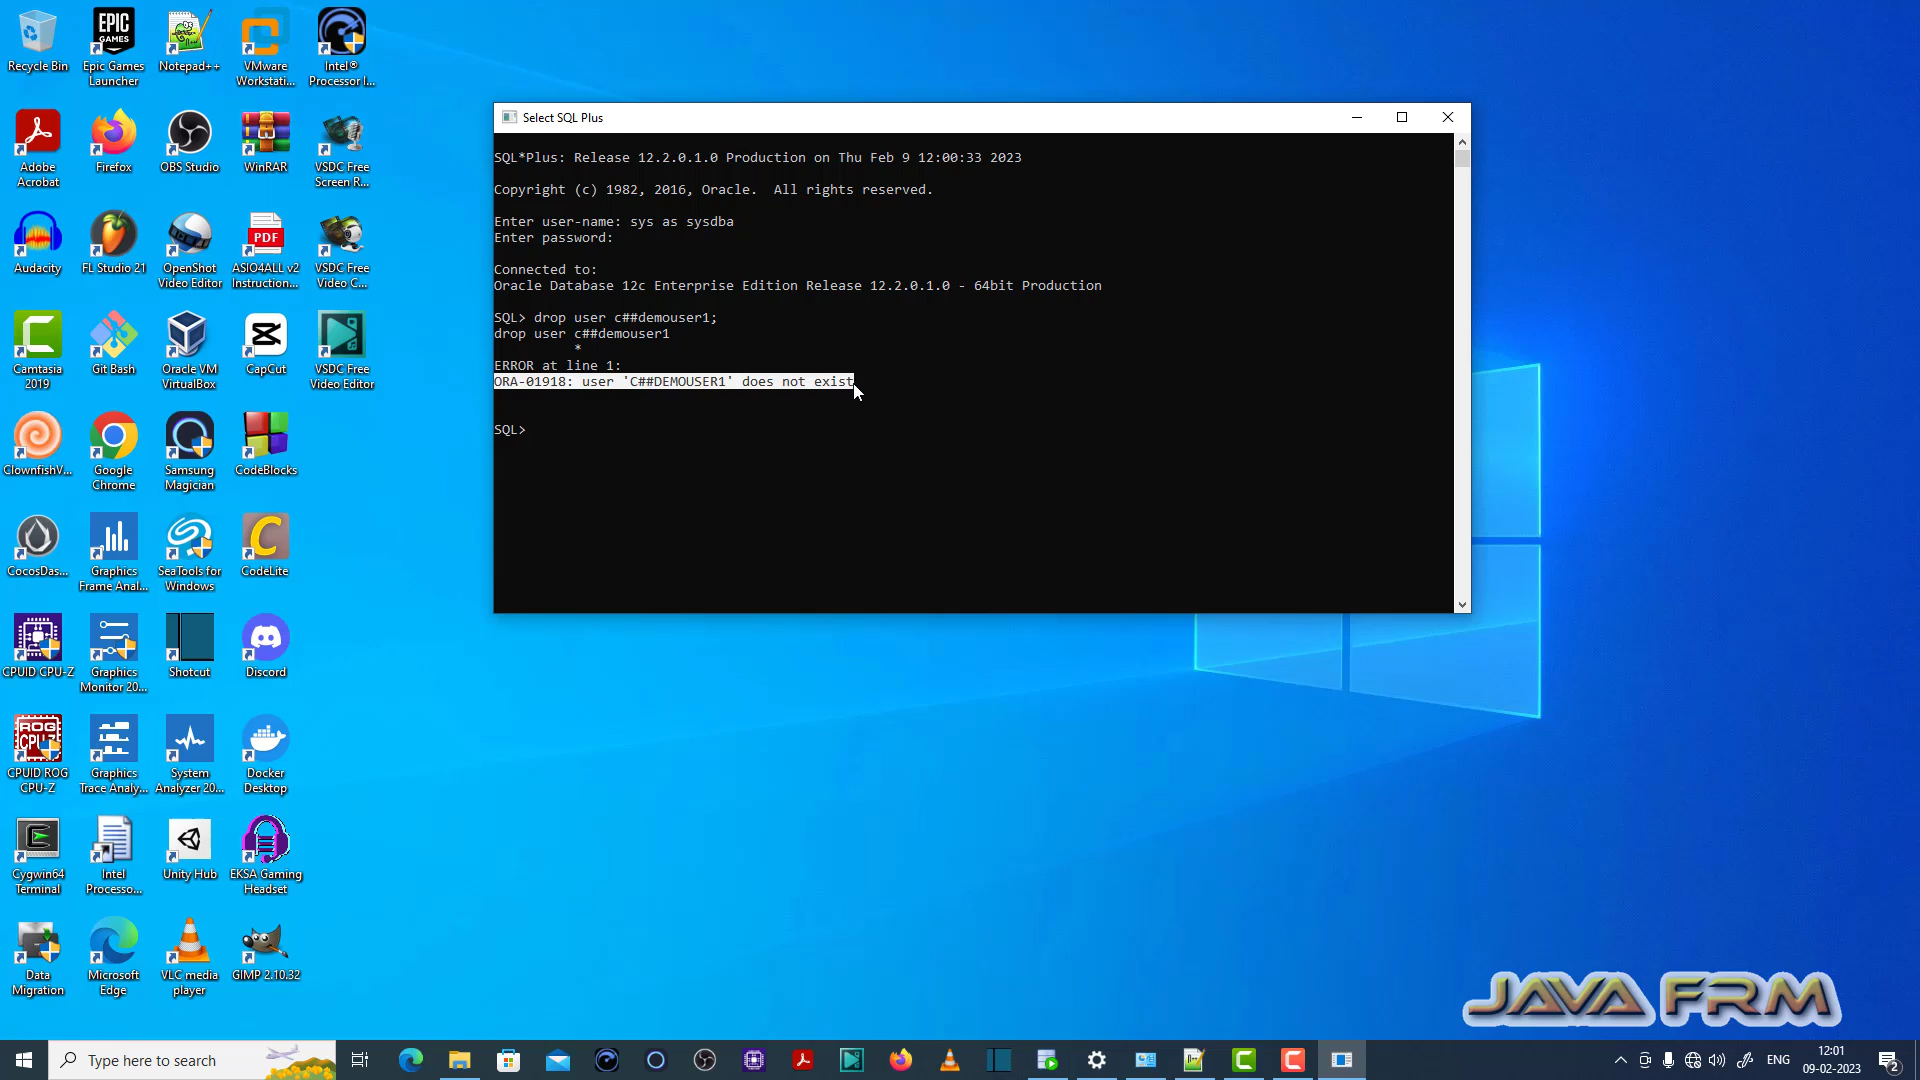 Recycle Bin
Epic Games
Launcher
Notepad++
VMware
Workstati...
Intel®
Processor I...
Adobe
Acrobat
Firefox
OBS Studio
WinRAR
VSDC Free
Screen R...
Audacity
FL Studio 21
OpenShot
Video Editor
PDF
ASIO4ALL v2
Instruction...
VSDC Free
Video C...
Camtasia
2019
Git Bash
Oracle VM
VirtualBox
CapCut
VSDC Free
Video Editor
ClownfishV...
Google
Chrome
Samsung
Magician
CodeBlocks
CocosDas...
Graphics
Frame Anal...
SeaTools for
Windows
CodeLite
CPUID CPU-Z
Graphics
Monitor 20...
Shotcut
Discord
CPUID ROG
CPU-Z
Graphics
Trace Analy...
System
Analyzer 20...
Docker
Desktop
Cygwin64
Terminal
Intel
Processo...
Unity Hub
EKSA Gaming
Headset
Data
Migration
Microsoft
Edge
VLC media
player
GIMP 2.10.32
EPIC
GAMES
ROG
CPU-Z
Select SQL Plus
SQL*Plus: Release 12.2.0.1.0 Production on Thu Feb 9 12:00:33 2023
Copyright (c) 1982, 2016, Oracle.  All rights reserved.
Enter user-name: sys as sysdba
Enter password:
Connected to:
Oracle Database 12c Enterprise Edition Release 12.2.0.1.0 - 64bit Production
SQL> drop user c##demouser1;
drop user c##demouser1
*
ERROR at line 1:
ORA-01918: user 'C##DEMOUSER1' does not exist
SQL>
JAVA FRM
Type here to search
ENG
12:01
09-02-2023
2